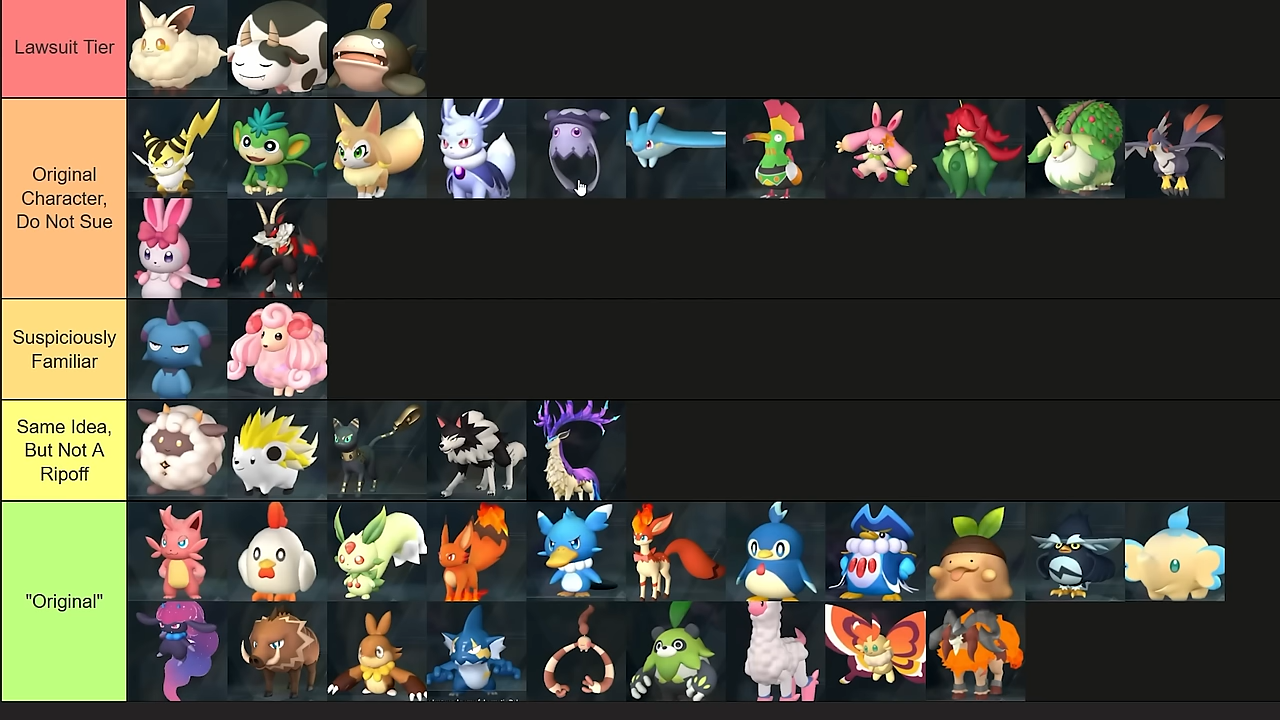 Lawsuit Tier
Original
Character,
Do Not Sue
Suspiciously
Familiar
Same Idea,
But Not A
Ripoff
"Original"